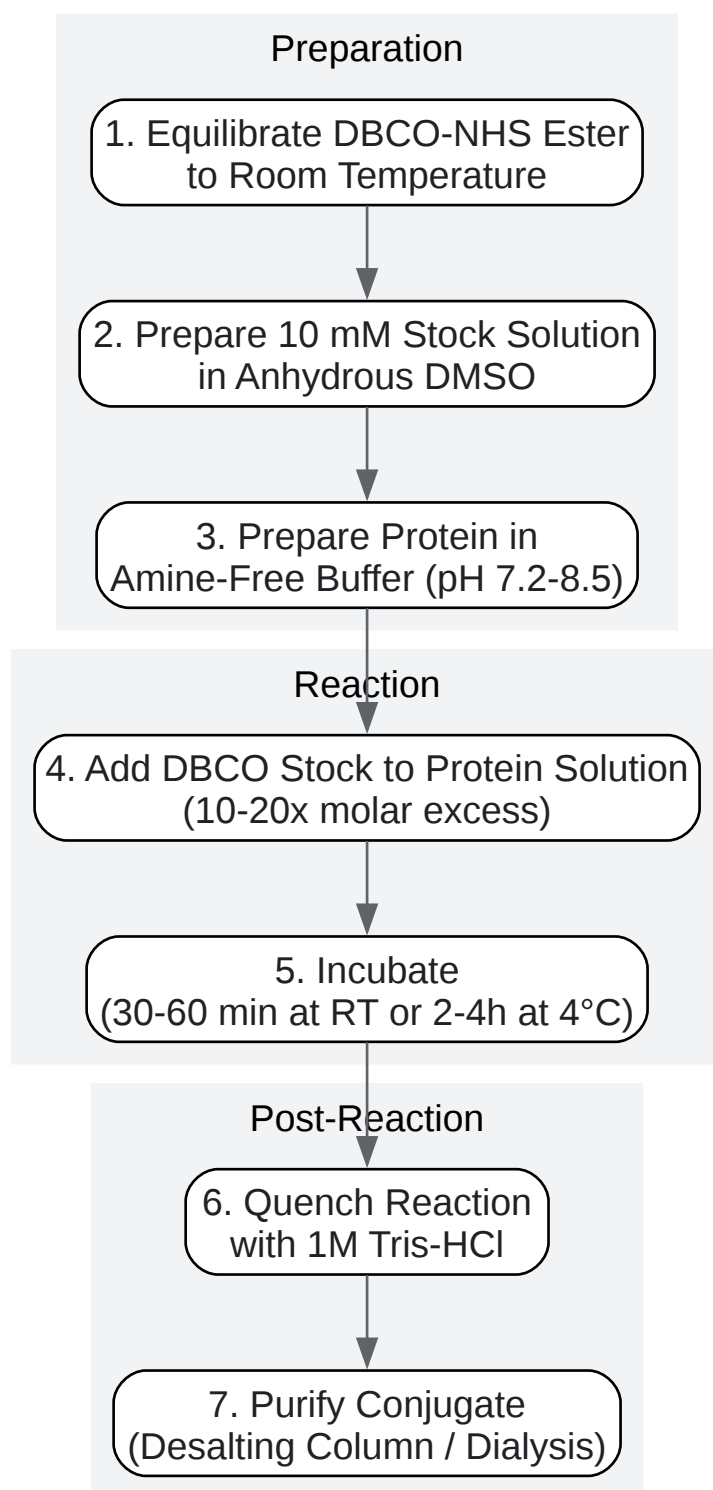 Preparation
1. Equilibrate DBCO-NHS Ester
to Room Temperature
2. Prepare 10 mM Stock Solution
in Anhydrous DMSO
3. Prepare Protein in
Amine-Free Buffer (pH 7.2-8.5)
Reaction
4. Add DBCO Stock to Protein Solution
(10-20x molar excess)
5. Incubate
(30-60 min at RT or 2-4h at 4°C)
Post-Reaction
6. Quench Reaction
with 1M Tris-HCl
7. Purify Conjugate
(Desalting Column / Dialysis)